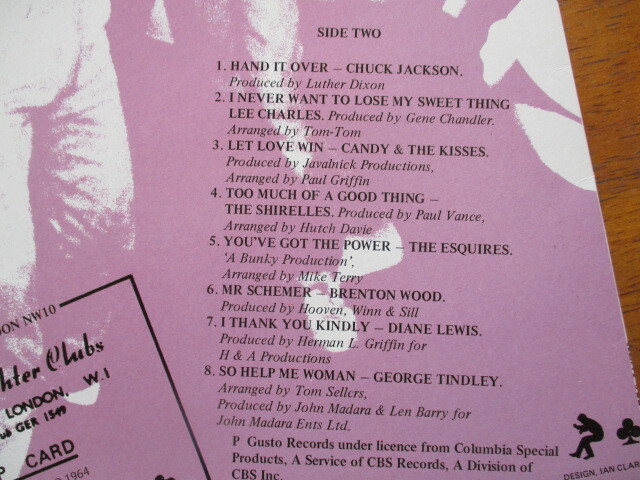 SIDE TWO
1. HAND IT OVER – CHUCK JACKSON.
Produced by Luther Dixon
2. I NEVER WANT TO LOSE MY SWEET THING
LEE CHARLES. Produced by Gene Chandler.
Arranged by Tom-Tom
3. LET LOVE WIN – CANDY & THE KISSES.
Produced by Javalnick Productions,
Arranged by Paul Griffin
4. TOO MUCH OF A GOOD THING –
THE SHIRELLES. Produced by Paul Vance,
Arranged by Hutch Davie
5. YOU'VE GOT THE POWER – THE ESQUIRES.
'A Bunky Production',
Arranged by Mike Terry
6. MR SCHEMER – BRENTON WOOD.
Produced by Hooven, Winn & Sill
7. I THANK YOU KINDLY – DIANE LEWIS.
Produced by Herman L. Griffin for
H & A Productions
8. SO HELP ME WOMAN – GEORGE TINDLEY.
Arranged by Tom Sellers,
Produced by John Madara & Len Barry for
John Madara Ents Ltd.
P Gusto Records under licence from Columbia Special
Products, A Service of CBS Records, A Division of
CBS Inc.
DESIGN, IAN CLAR
NW10
Clubs
LONDON, W.1
GER 1549
CARD
1964